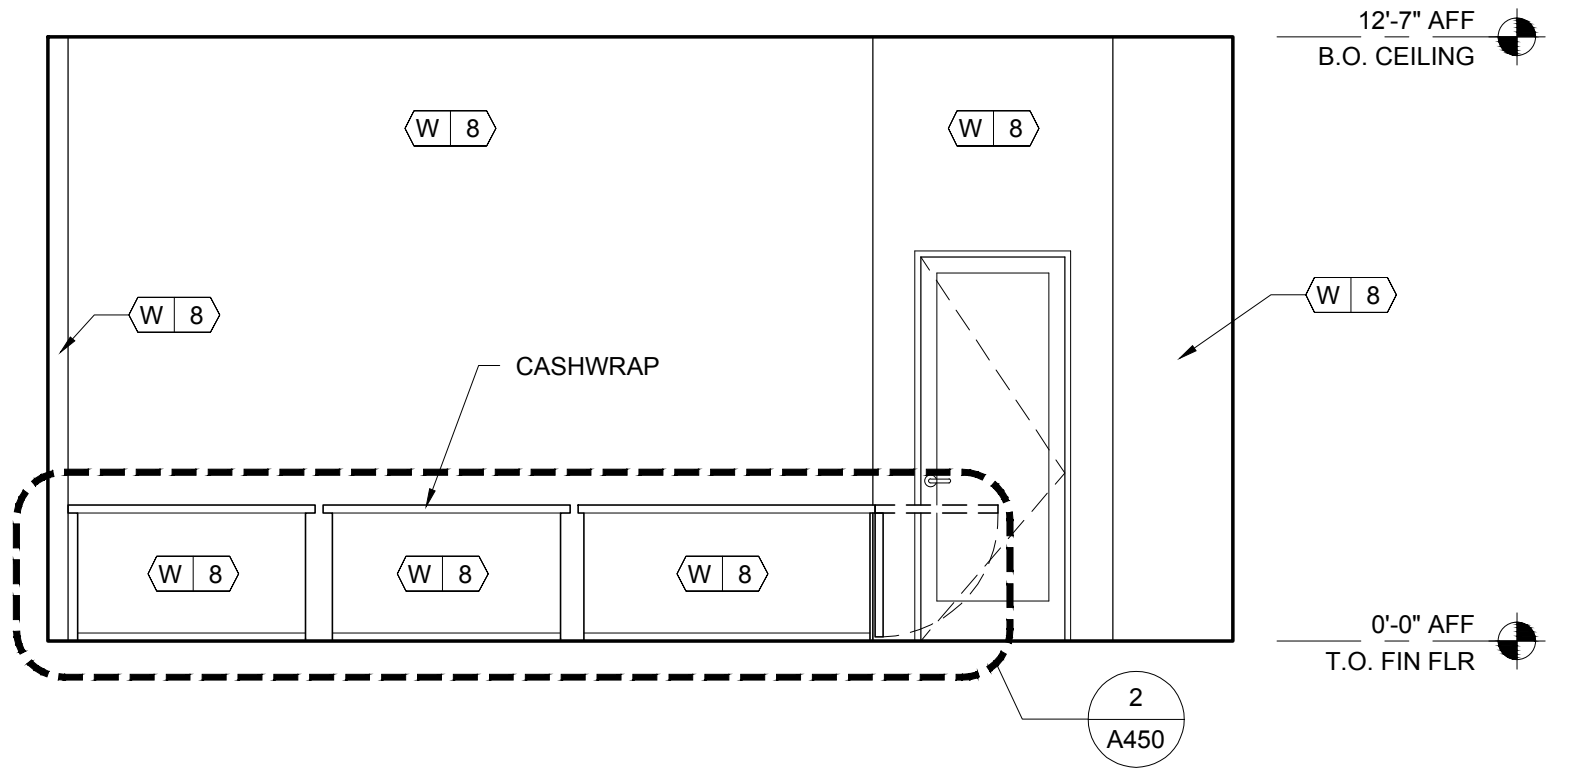 12'-7" AFF
B.O. CEILING
W 8
W 8
W 8
W 8
CASHWRAP
W 8
W 8
W 8
0'-0" AFF
T.O. FIN FLR
2
A450